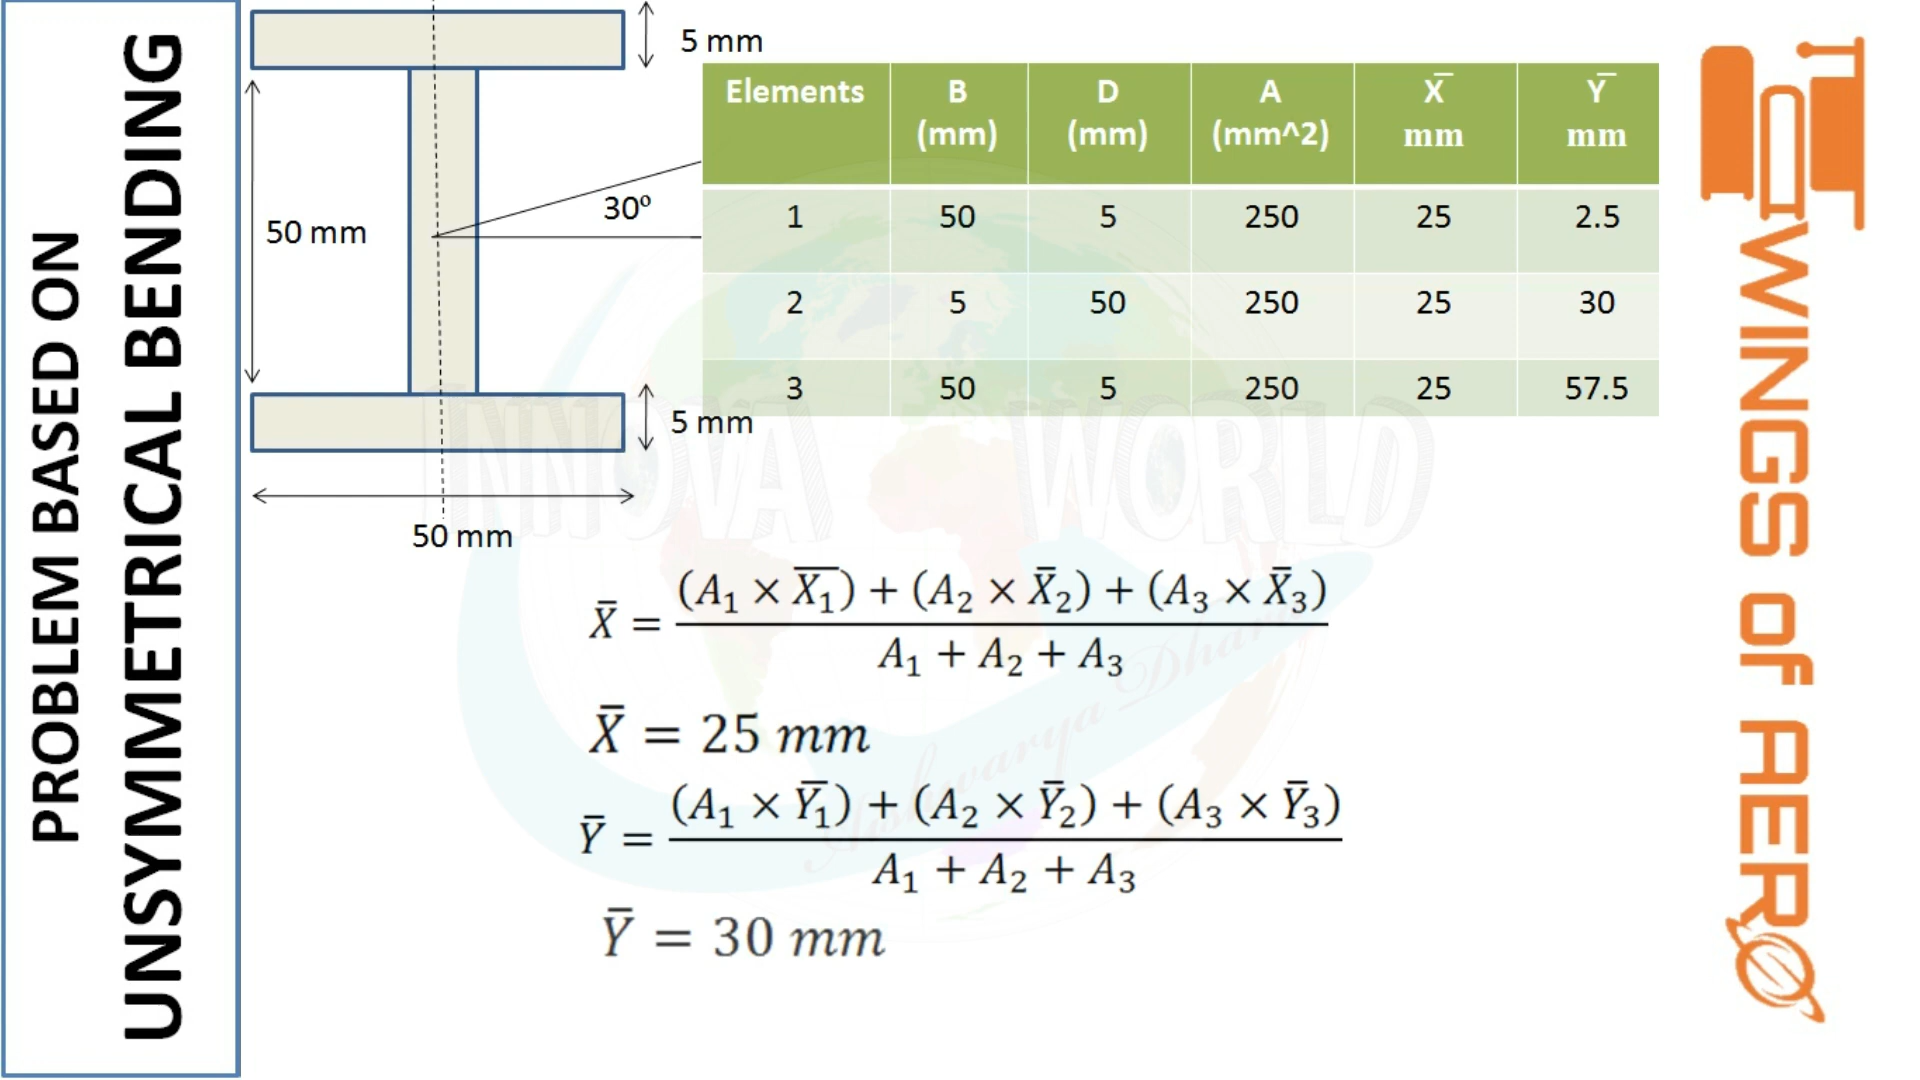 PROBLEM BASED ON
UNSYMMETRICAL BENDING
5 mm
50 mm
30º
5 mm
50 mm
Elements B (mm) D (mm) A (mm^2) X̅ mm Y̅ mm
1 50 5 250 25 2.5
2 5 50 250 25 30
3 50 5 250 25 57.5
INNOVA WORLD
Aishwarya Dhara
X̄ = (A₁ × X̄₁) + (A₂ × X̄₂) + (A₃ × X̄₃) / A₁ + A₂ + A₃
X̄ = 25 mm
Ȳ = (A₁ × Ȳ₁) + (A₂ × Ȳ₂) + (A₃ × Ȳ₃) / A₁ + A₂ + A₃
Ȳ = 30 mm
WINGS Of AERO